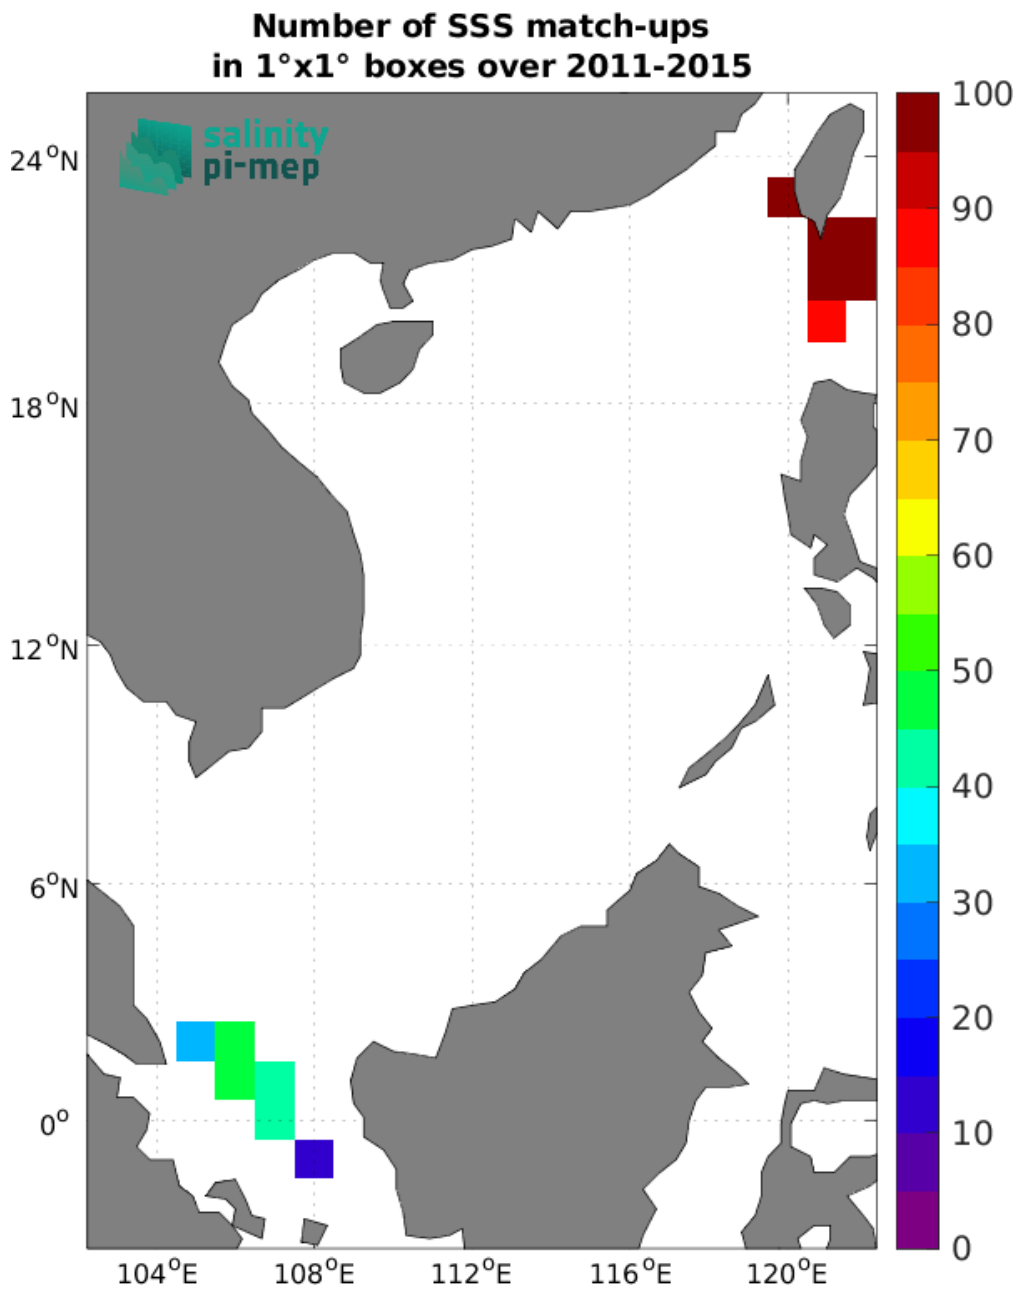 Number of SSS match-ups
in 1°x1° boxes over 2011-2015
salinity
pi-mep
24°N
18°N
12°N
6°N
0°
104°E
108°E
112°E
116°E
120°E
100
90
80
70
60
50
40
30
20
10
0